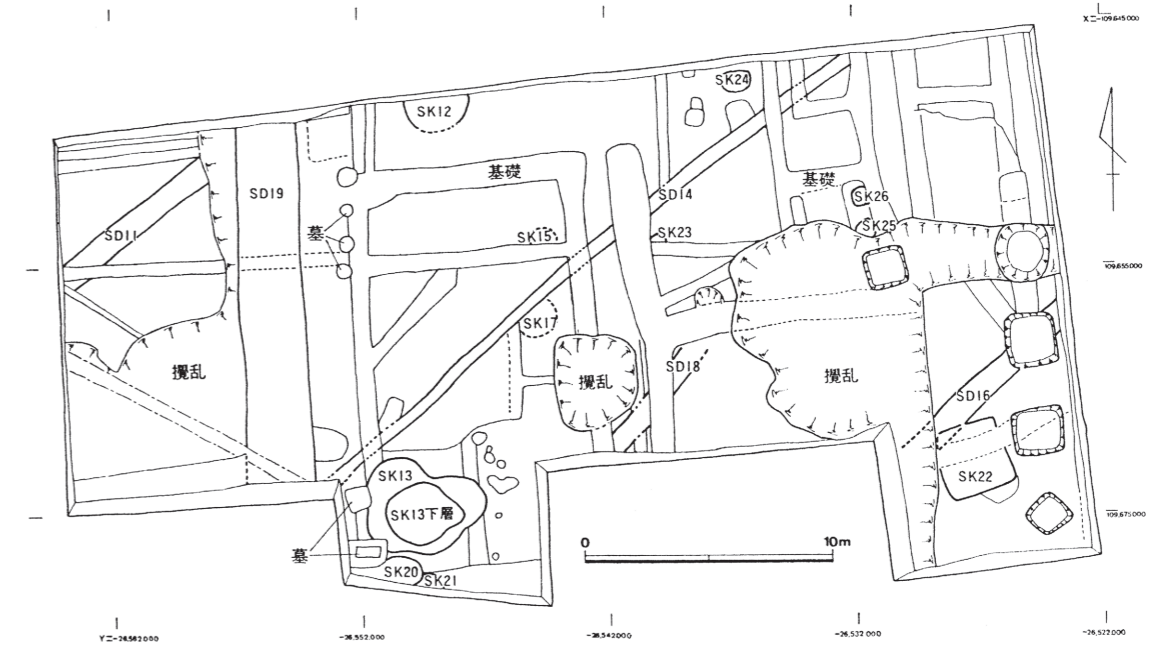 X=-109,645.000
SK24
SK12
基礎
基礎
SD19
SD14
SK26
SD11
墓
SK15
SK23
SK25
109,655.000
SK17
SD18
攪乱
攪乱
攪乱
SD16
SK13
SK22
SK13下層
109,675.000
墓
0
10m
SK20
SK21
Y=-26,562.000
-26,552.000
-26,542.000
-26,532.000
-26,522.000